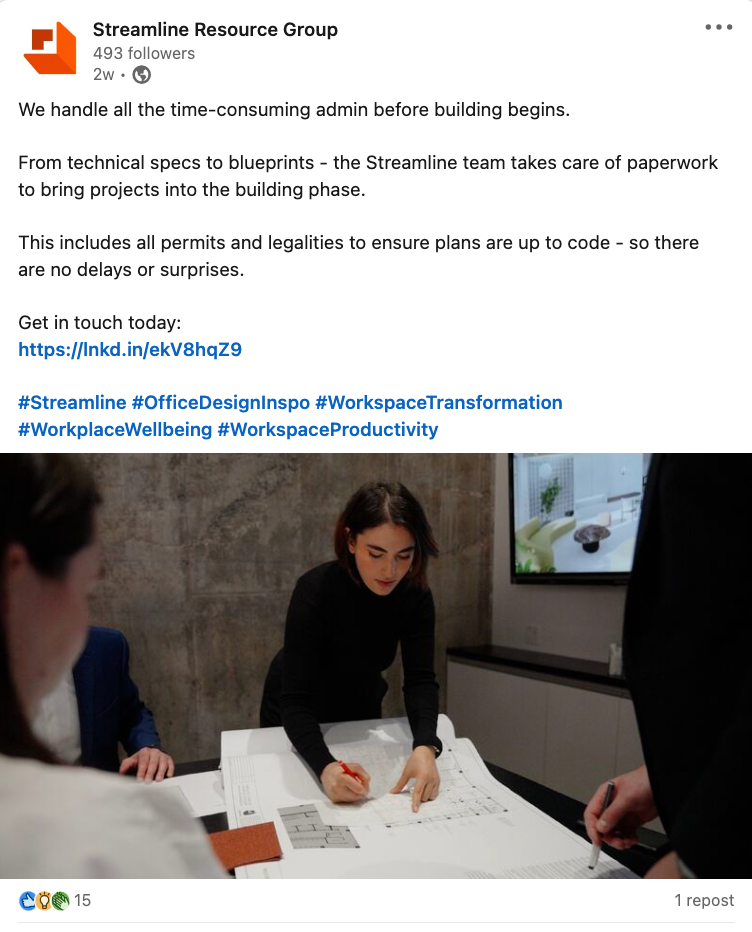 Streamline Resource Group
493 followers
2w •
We handle all the time-consuming admin before building begins.
From technical specs to blueprints - the Streamline team takes care of paperwork
to bring projects into the building phase.
This includes all permits and legalities to ensure plans are up to code - so there
are no delays or surprises.
Get in touch today:
https://lnkd.in/ekV8hqZ9
#Streamline #OfficeDesignInspo #WorkspaceTransformation
#WorkplaceWellbeing #WorkspaceProductivity
15
1 repost